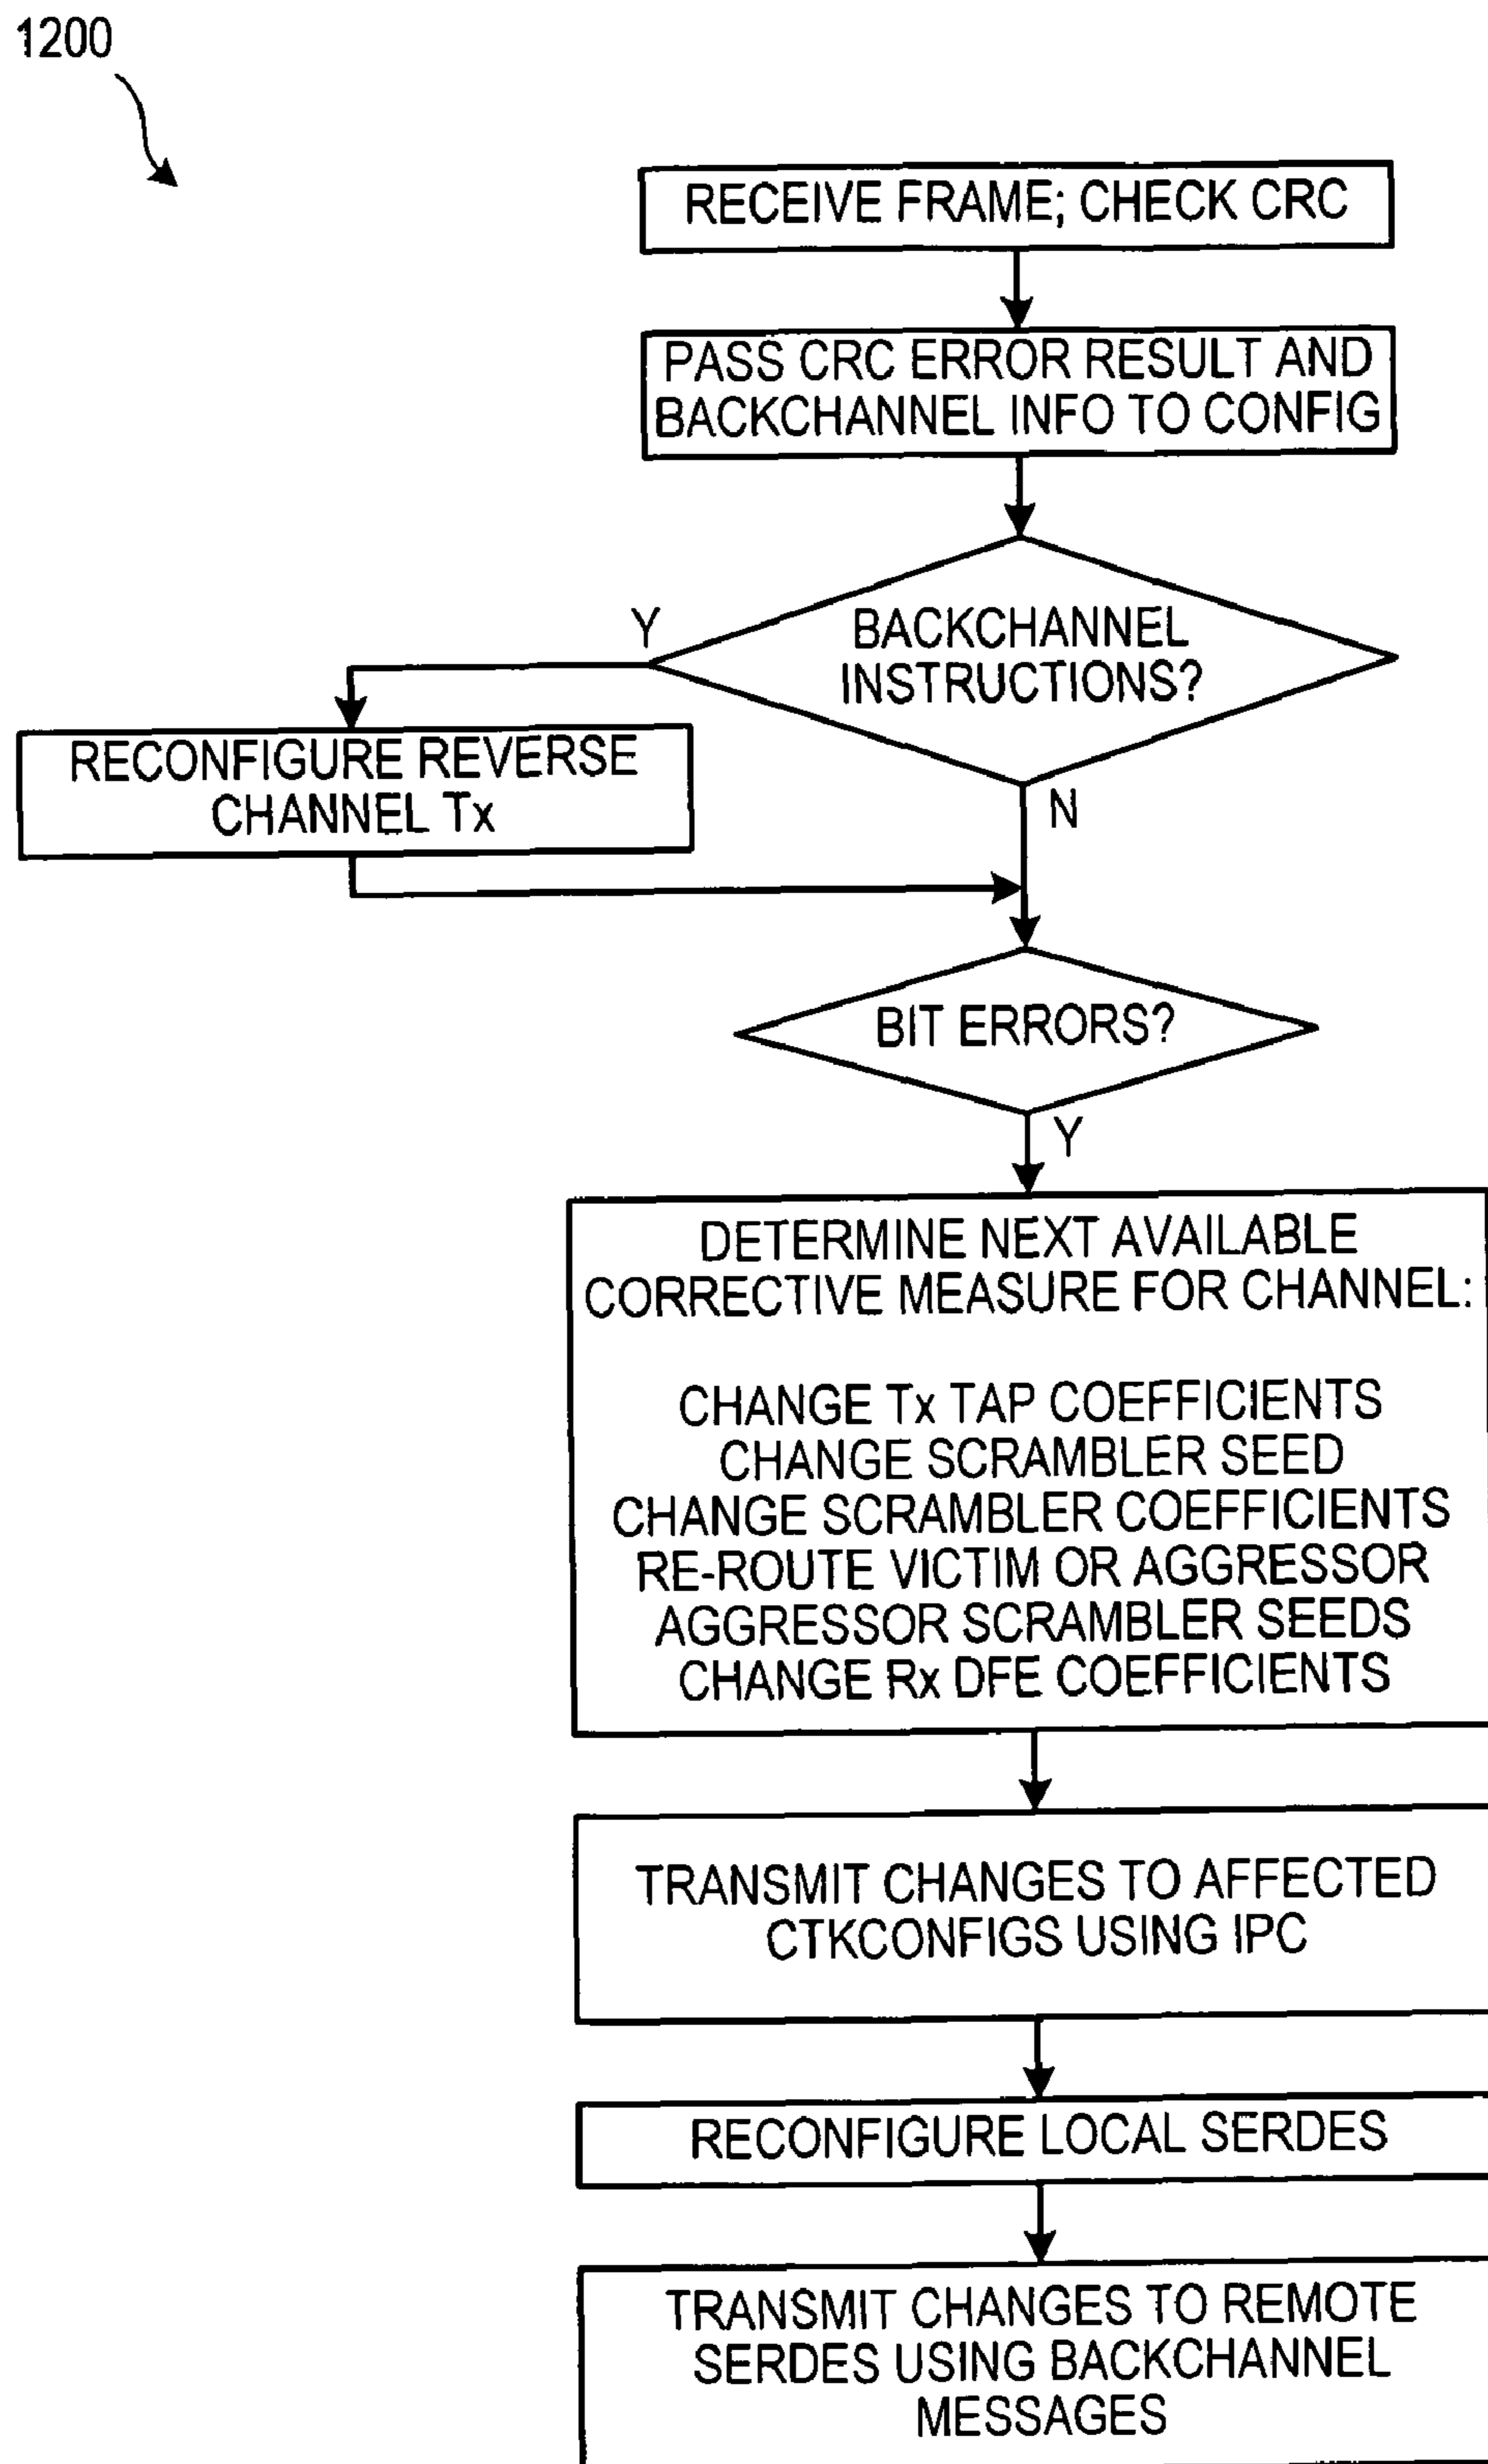 1200
RECEIVE FRAME; CHECK CRC
PASS CRC ERROR RESULT AND
BACKCHANNEL INFO TO CONFIG
BACKCHANNEL
INSTRUCTIONS?
Y
RECONFIGURE REVERSE
CHANNEL Tx
N
BIT ERRORS?
Y
DETERMINE NEXT AVAILABLE
CORRECTIVE MEASURE FOR CHANNEL:
CHANGE Tx TAP COEFFICIENTS
CHANGE SCRAMBLER SEED
CHANGE SCRAMBLER COEFFICIENTS
RE-ROUTE VICTIM OR AGGRESSOR
AGGRESSOR SCRAMBLER SEEDS
CHANGE Rx DFE COEFFICIENTS
TRANSMIT CHANGES TO AFFECTED
CTKCONFIGS USING IPC
RECONFIGURE LOCAL SERDES
TRANSMIT CHANGES TO REMOTE
SERDES USING BACKCHANNEL
MESSAGES